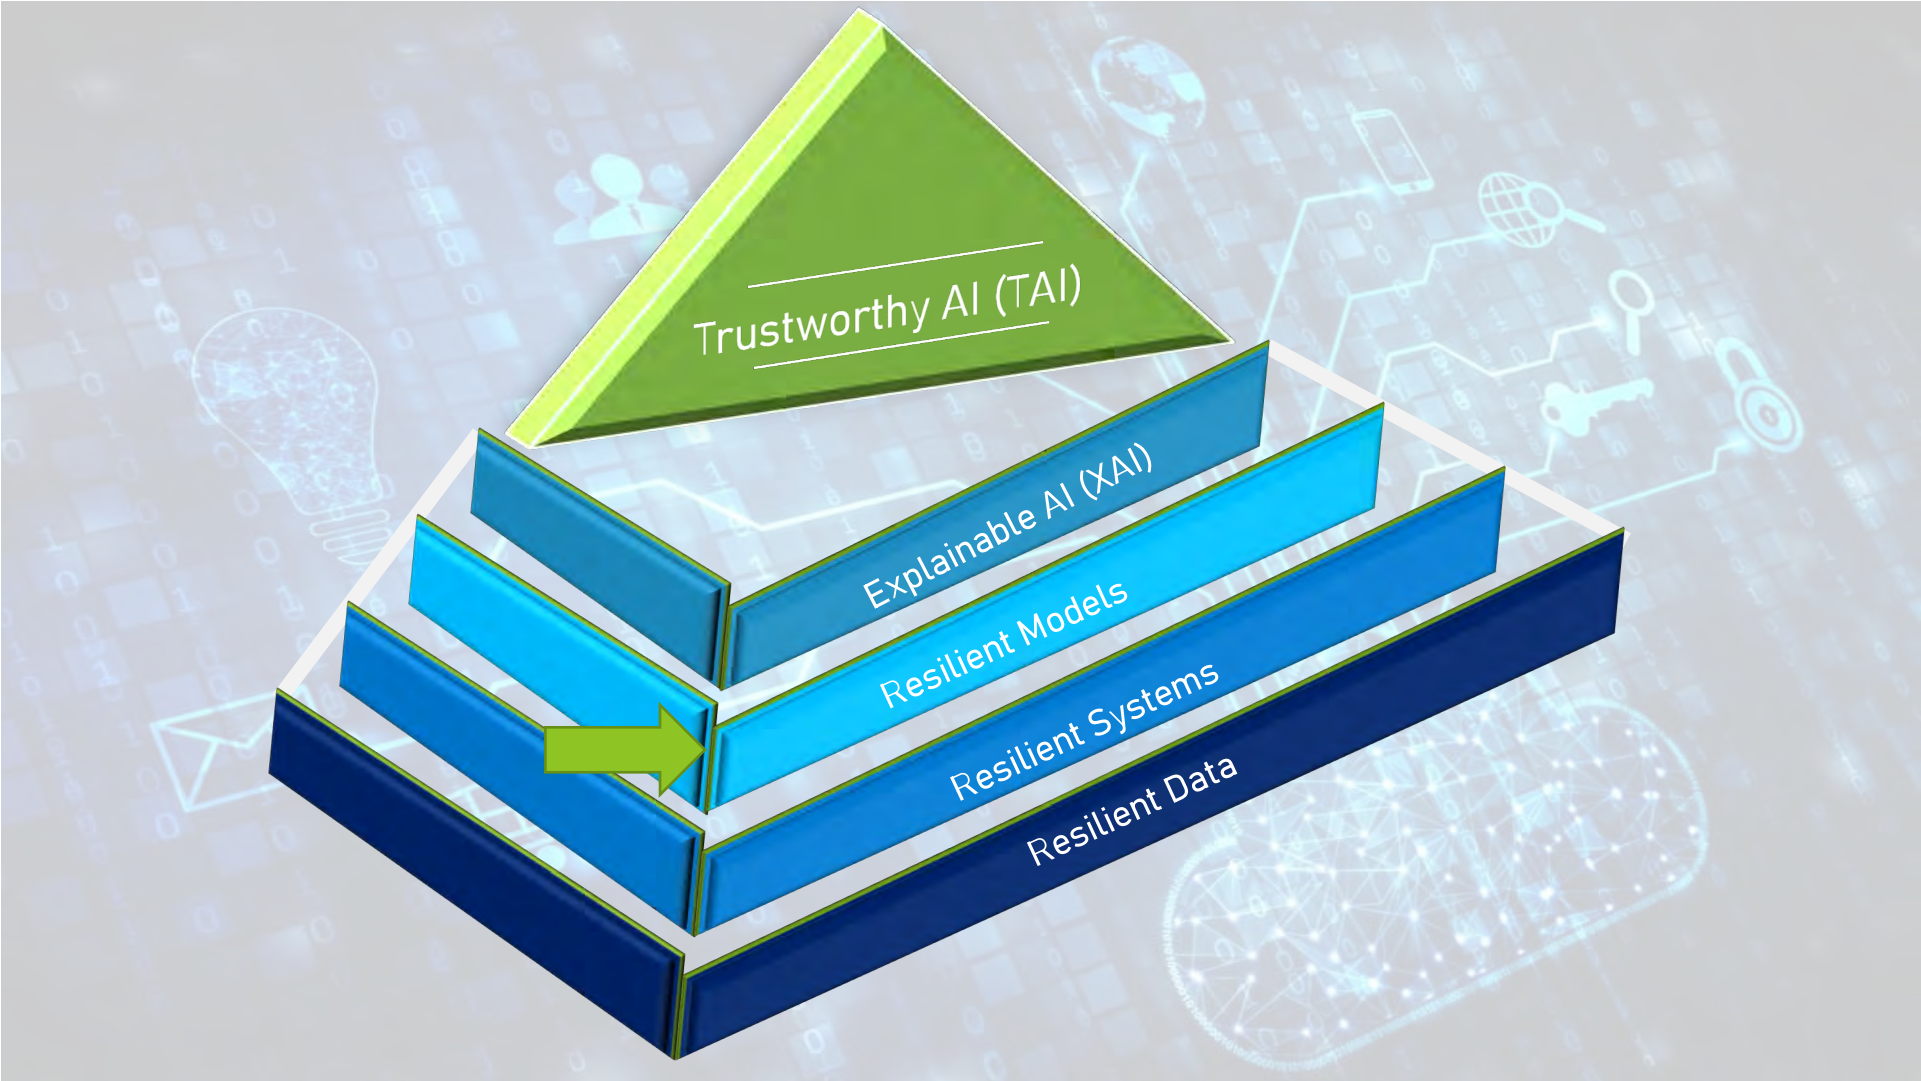 Trustworthy AI (TAI)
Explainable AI (XAI)
Resilient Models
Resilient Systems
Resilient Data